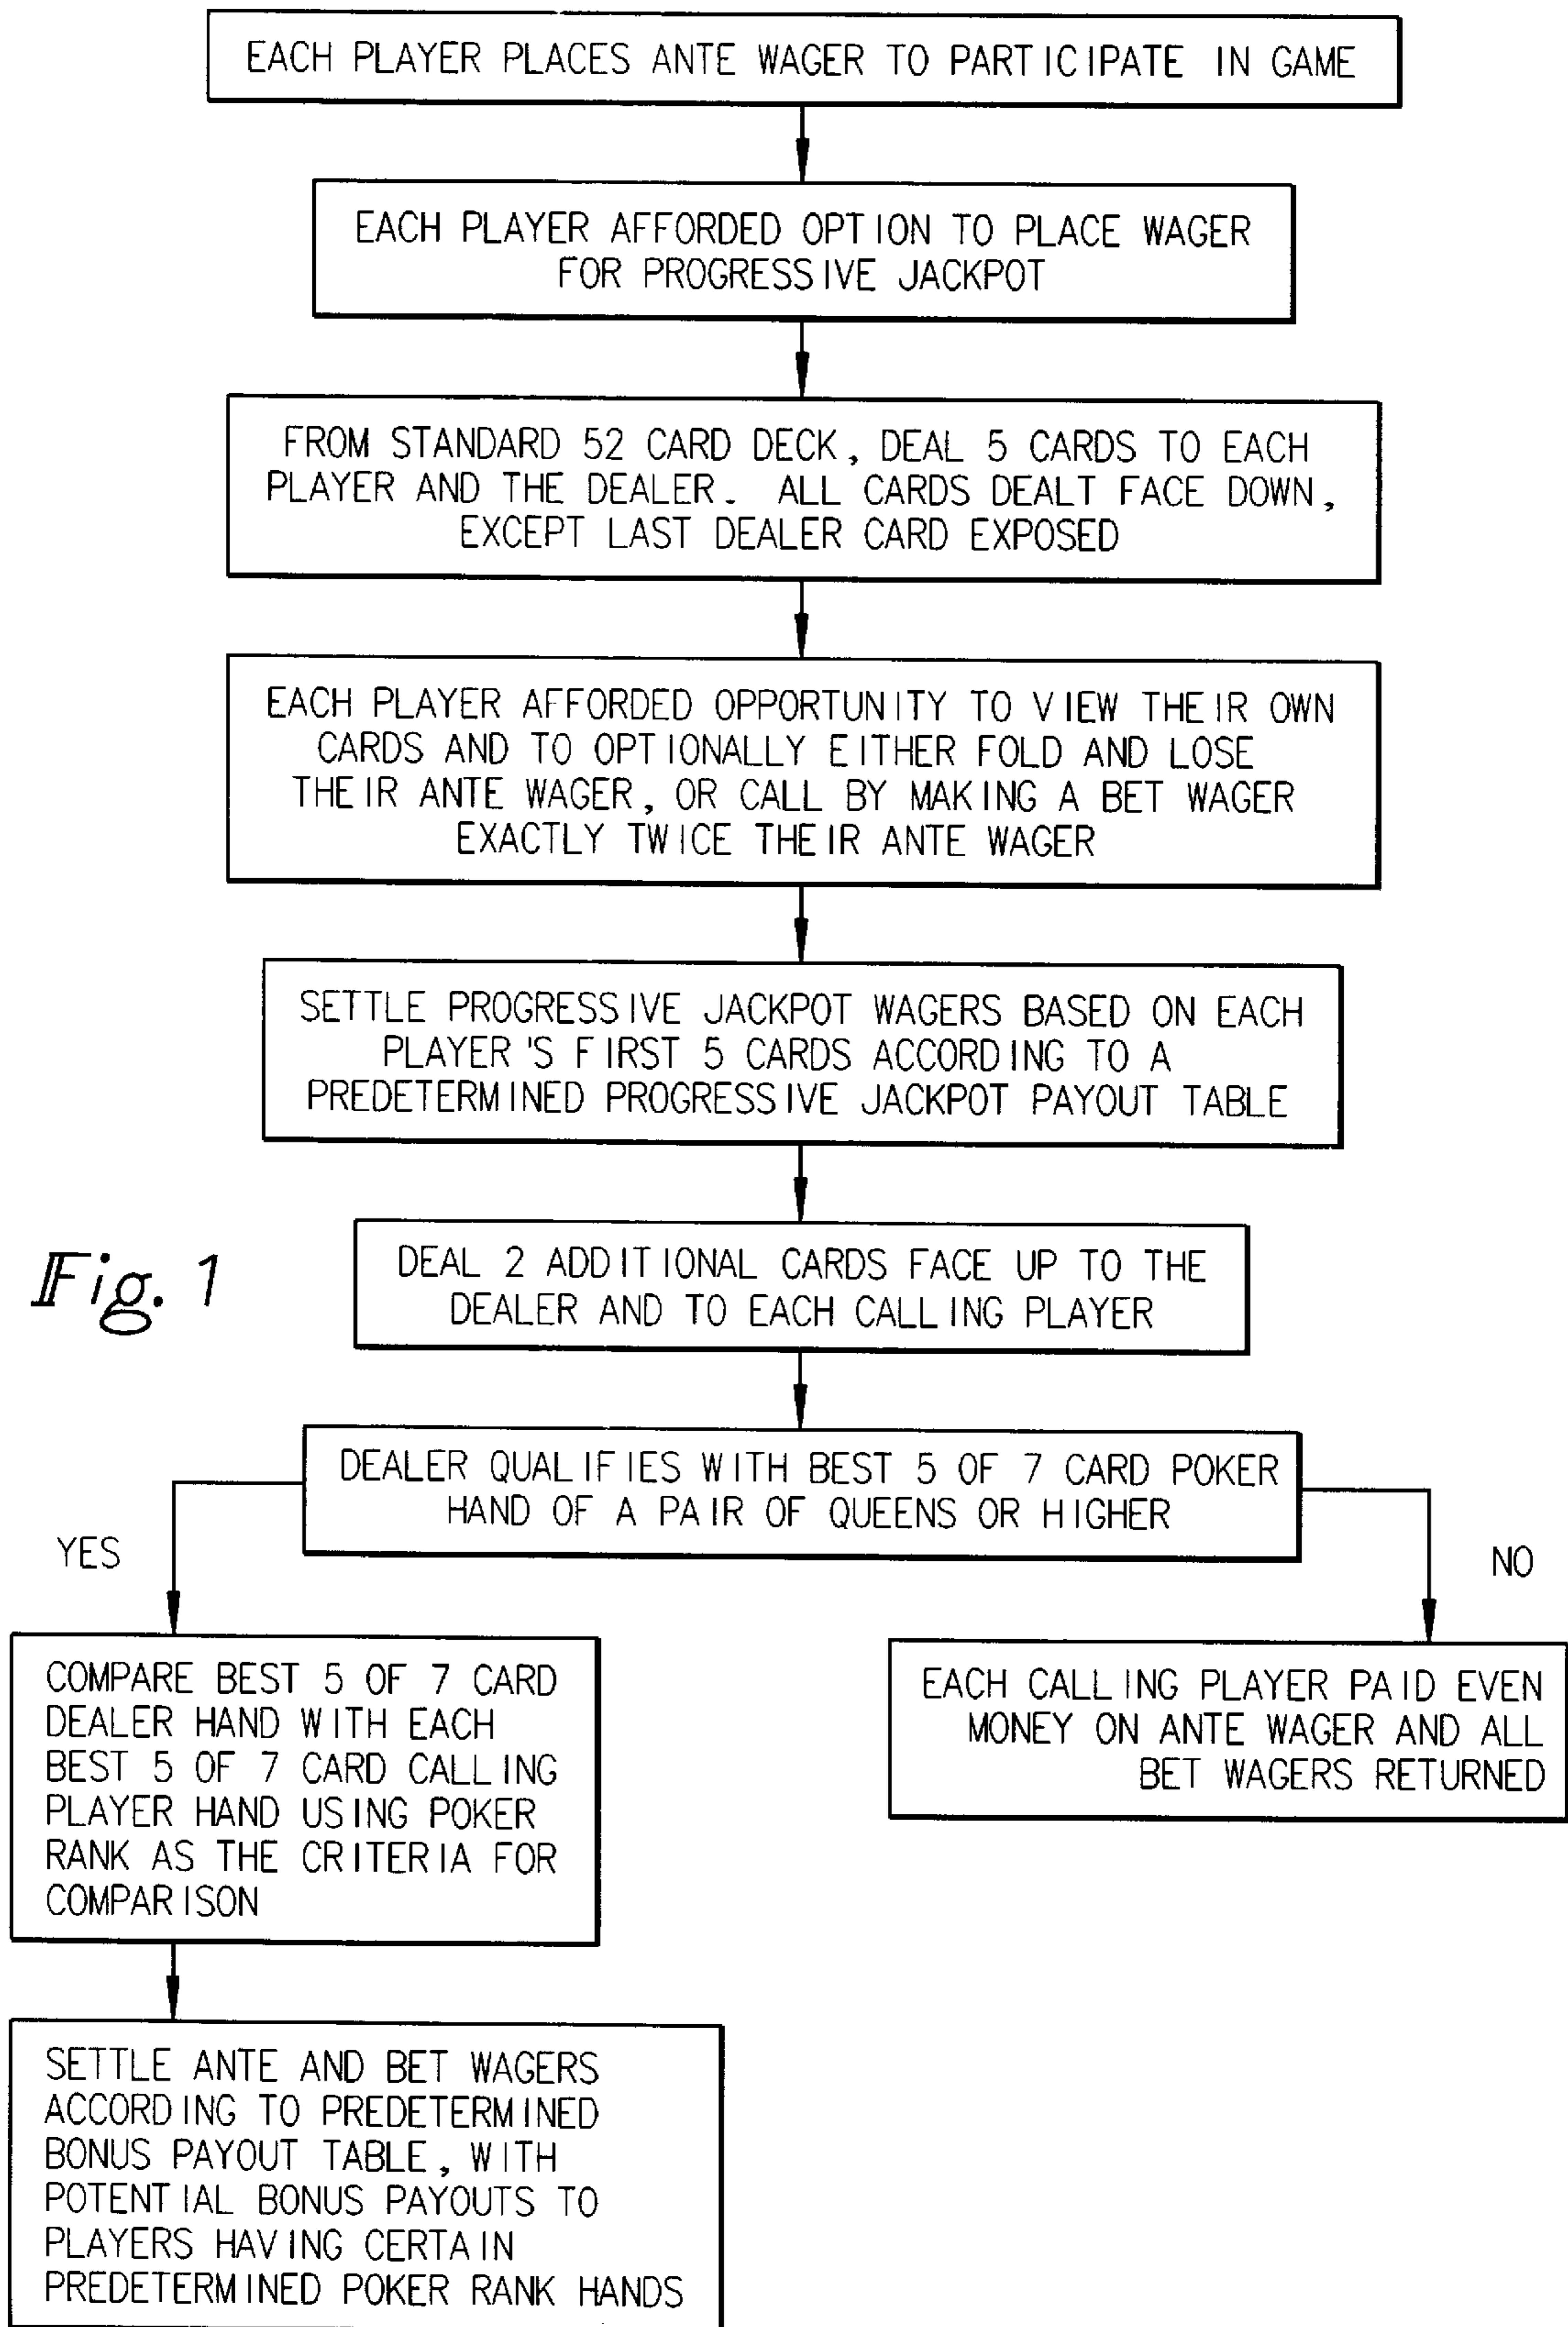 EACH PLAYER PLACES ANTE WAGER TO PARTICIPATE IN GAME
EACH PLAYER AFFORDED OPTION TO PLACE WAGER
FOR PROGRESSIVE JACKPOT
FROM STANDARD 52 CARD DECK, DEAL 5 CARDS TO EACH
PLAYER AND THE DEALER. ALL CARDS DEALT FACE DOWN,
EXCEPT LAST DEALER CARD EXPOSED
EACH PLAYER AFFORDED OPPORTUNITY TO VIEW THEIR OWN
CARDS AND TO OPTIONALLY EITHER FOLD AND LOSE
THEIR ANTE WAGER, OR CALL BY MAKING A BET WAGER
EXACTLY TWICE THEIR ANTE WAGER
SETTLE PROGRESSIVE JACKPOT WAGERS BASED ON EACH
PLAYER'S FIRST 5 CARDS ACCORDING TO A
PREDETERMINED PROGRESSIVE JACKPOT PAYOUT TABLE
Fig. 1
DEAL 2 ADDITIONAL CARDS FACE UP TO THE
DEALER AND TO EACH CALLING PLAYER
DEALER QUALIFIES WITH BEST 5 OF 7 CARD POKER
HAND OF A PAIR OF QUEENS OR HIGHER
YES
NO
COMPARE BEST 5 OF 7 CARD
DEALER HAND WITH EACH
BEST 5 OF 7 CARD CALLING
PLAYER HAND USING POKER
RANK AS THE CRITERIA FOR
COMPARISON
EACH CALLING PLAYER PAID EVEN
MONEY ON ANTE WAGER AND ALL
BET WAGERS RETURNED
SETTLE ANTE AND BET WAGERS
ACCORDING TO PREDETERMINED
BONUS PAYOUT TABLE, WITH
POTENTIAL BONUS PAYOUTS TO
PLAYERS HAVING CERTAIN
PREDETERMINED POKER RANK HANDS